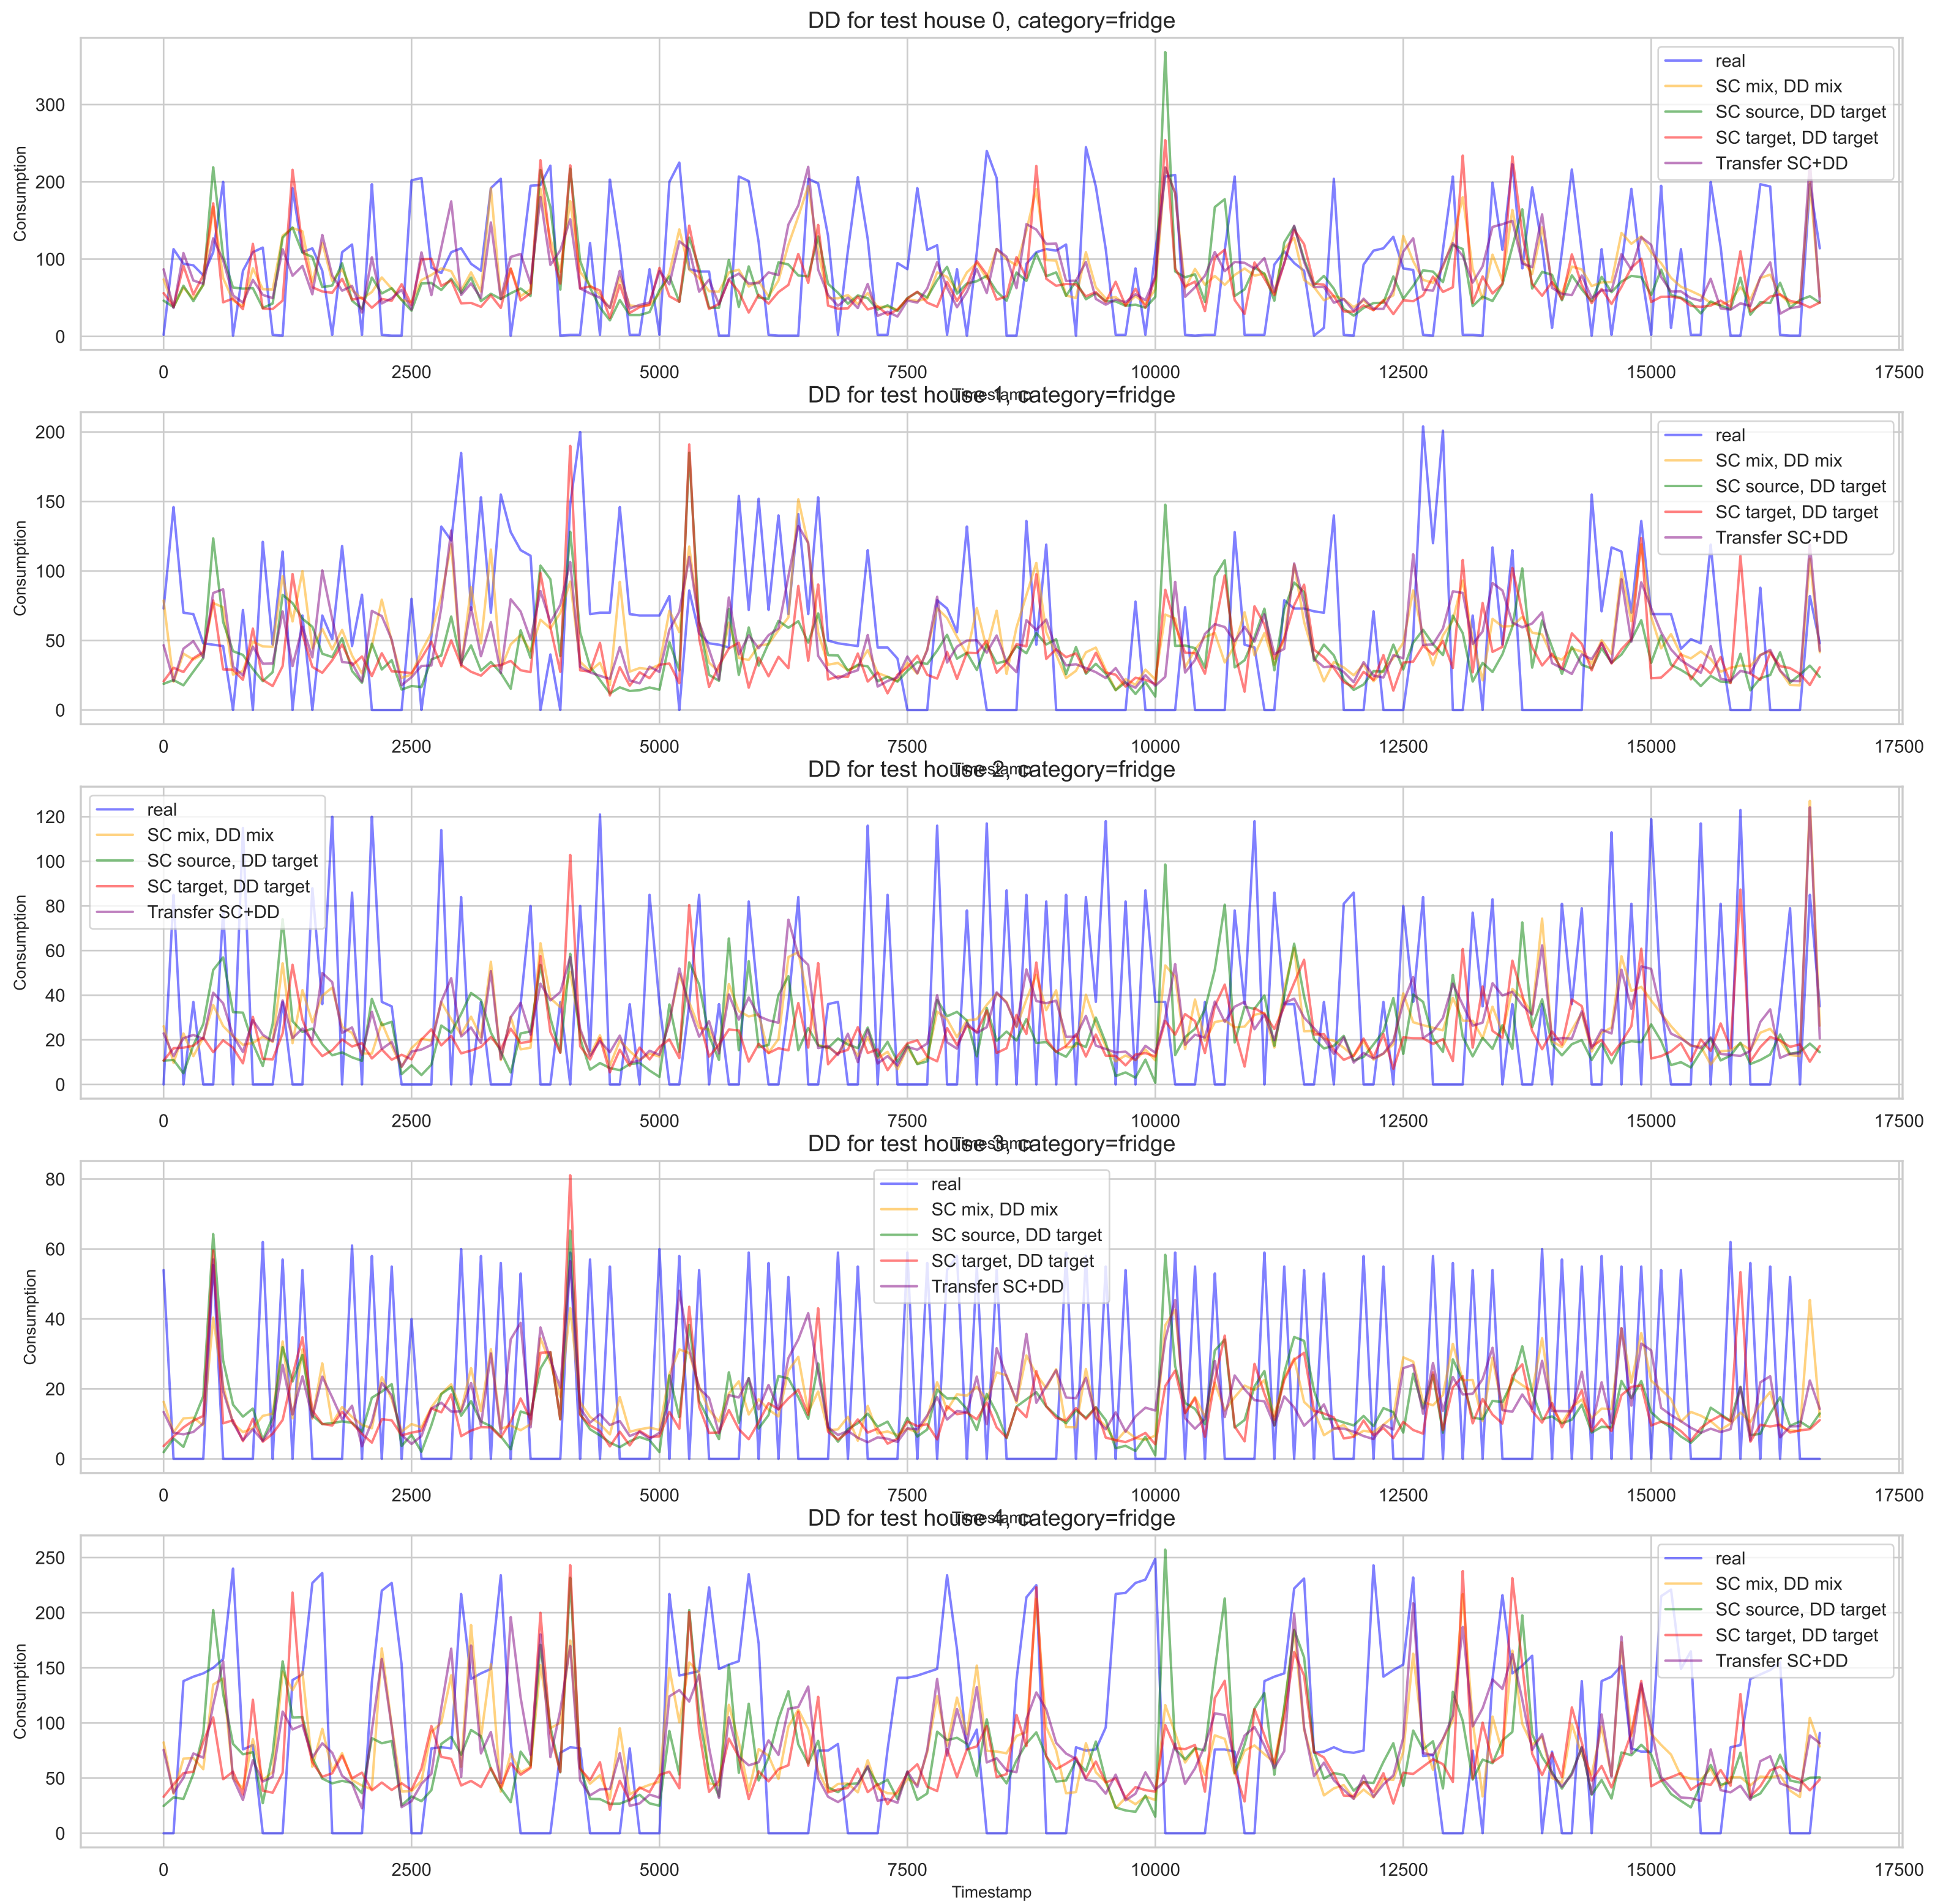 DD for test house 0, category=fridge
Consumption
300
200
100
0
real
SC mix, DD mix
SC source, DD target
SC target, DD target
Transfer SC+DD
0 2500 5000 7500 10000 12500 15000 17500
Timestamp
DD for test house 1, category=fridge
Consumption
200
150
100
50
0
real
SC mix, DD mix
SC source, DD target
SC target, DD target
Transfer SC+DD
0 2500 5000 7500 10000 12500 15000 17500
Timestamp
DD for test house 2, category=fridge
Consumption
120
100
80
60
40
20
0
real
SC mix, DD mix
SC source, DD target
SC target, DD target
Transfer SC+DD
0 2500 5000 7500 10000 12500 15000 17500
Timestamp
DD for test house 3, category=fridge
Consumption
80
60
40
20
0
real
SC mix, DD mix
SC source, DD target
SC target, DD target
Transfer SC+DD
0 2500 5000 7500 10000 12500 15000 17500
Timestamp
DD for test house 4, category=fridge
Consumption
250
200
150
100
50
0
real
SC mix, DD mix
SC source, DD target
SC target, DD target
Transfer SC+DD
0 2500 5000 7500 10000 12500 15000 17500
Timestamp